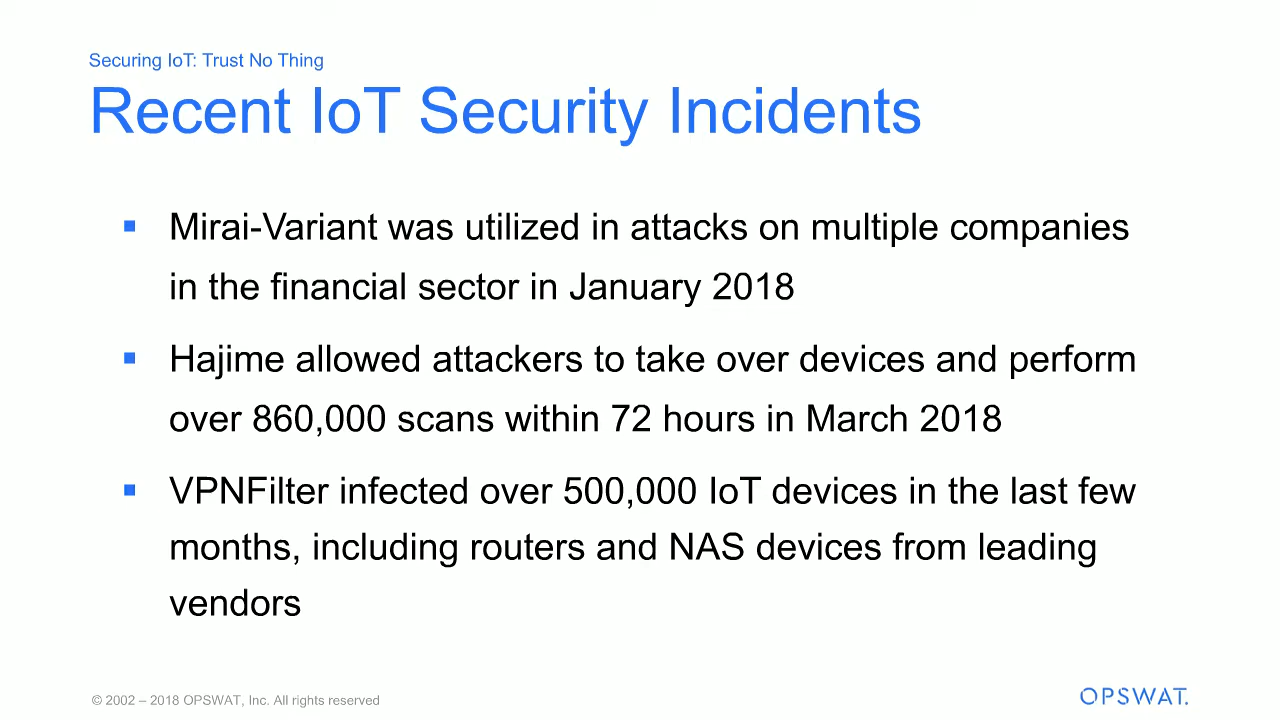 Securing IoT: Trust No Thing
Recent IoT Security Incidents
▪ Mirai-Variant was utilized in attacks on multiple companies
in the financial sector in January 2018
▪ Hajime allowed attackers to take over devices and perform
over 860,000 scans within 72 hours in March 2018
▪ VPNFilter infected over 500,000 IoT devices in the last few
months, including routers and NAS devices from leading
vendors
© 2002 – 2018 OPSWAT, Inc. All rights reserved
OPSWAT.